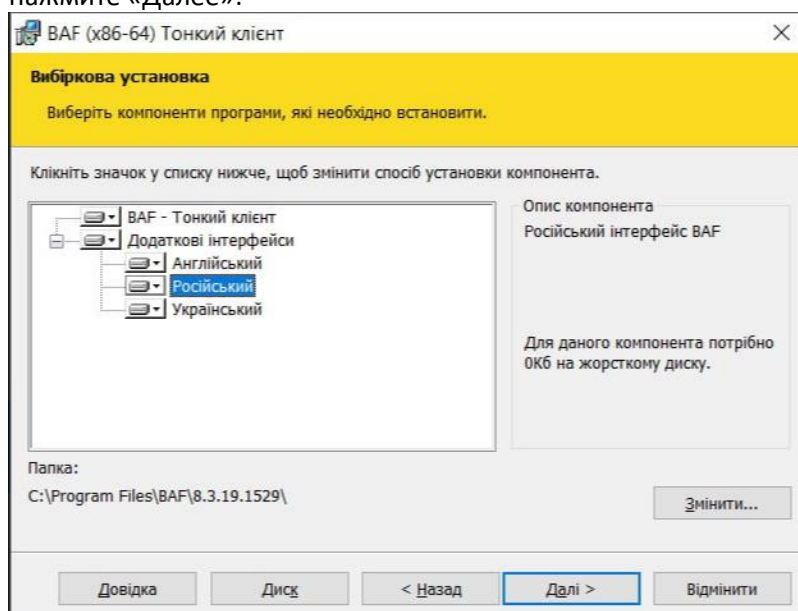 нажмите «Далее».
BAF (x86-64) Тонкий клієнт
Вибіркова установка
Виберіть компоненти програми, які необхідно встановити.
Клікніть значок у списку нижче, щоб змінити спосіб установки компонента.
BAF - Тонкий клієнт
Додаткові інтерфейси
Англійський
Російський
Український
Опис компонента
Російський інтерфейс BAF
Для даного компонента потрібно
0Кб на жорсткому диску.
Папка:
C:\Program Files\BAF\8.3.19.1529\
Змінити...
Довідка
Диск
< Назад
Далі >
Відмінити